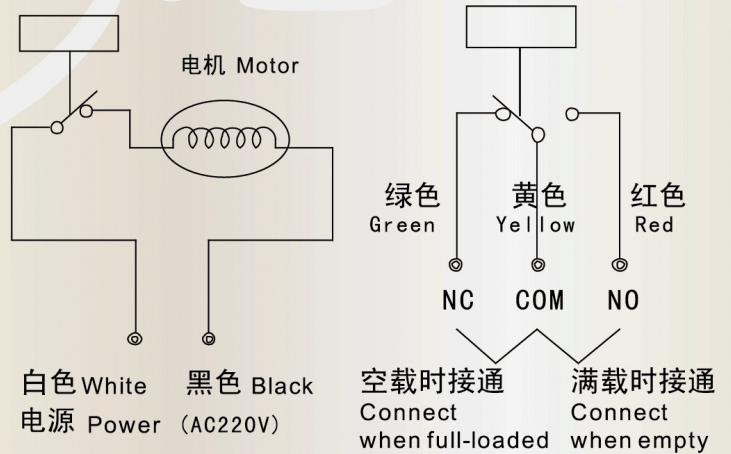 电机 Motor
绿色 黄色 红色
Green Yellow Red
NC COM NO
白色 White 黑色 Black
电源 Power (AC220V)
空载时接通 满载时接通
Connect Connect
when full-loaded when empty